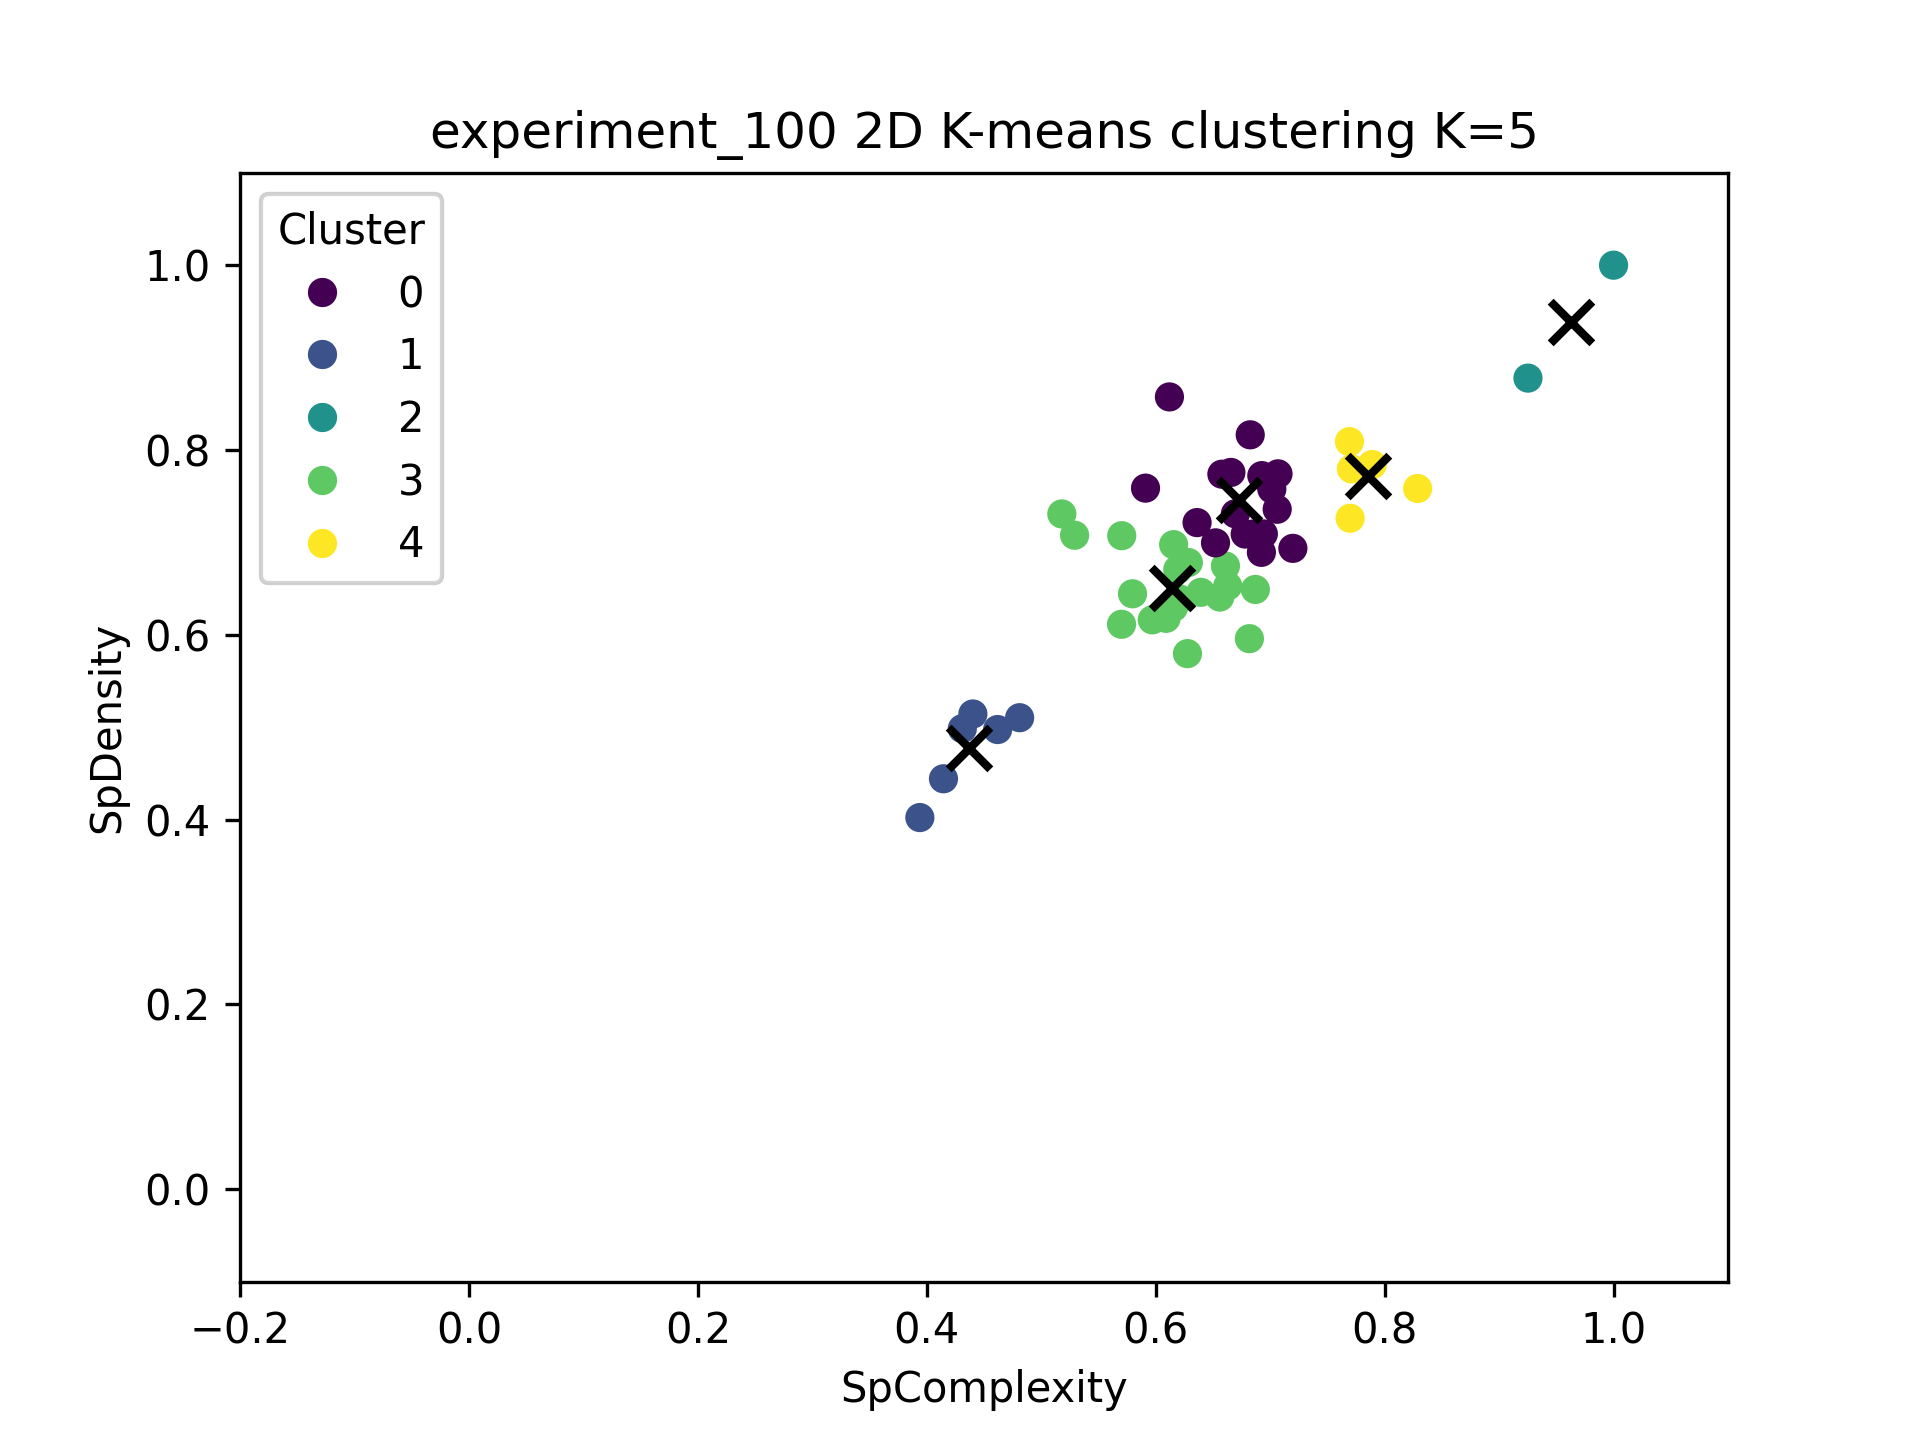 experiment_100 2D K-means clustering K=5
Cluster
0
1
2
3
4
1.0
0.8
0.6
0.4
0.2
0.0
SpDensity
−0.2 0.0 0.2 0.4 0.6 0.8 1.0
SpComplexity